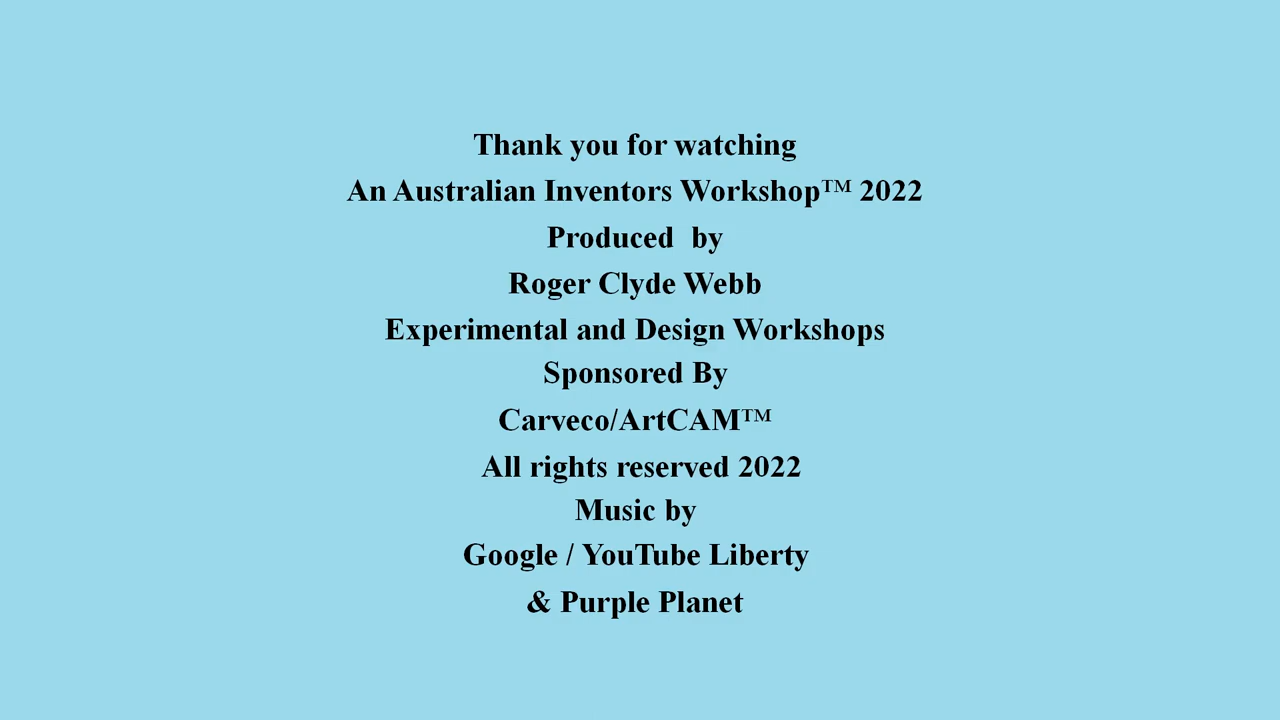 Thank you for watching
An Australian Inventors Workshop™ 2022
Produced  by
Roger Clyde Webb
Experimental and Design Workshops
Sponsored By
Carveco/ArtCAM™
All rights reserved 2022
Music by
Google / YouTube Liberty
& Purple Planet